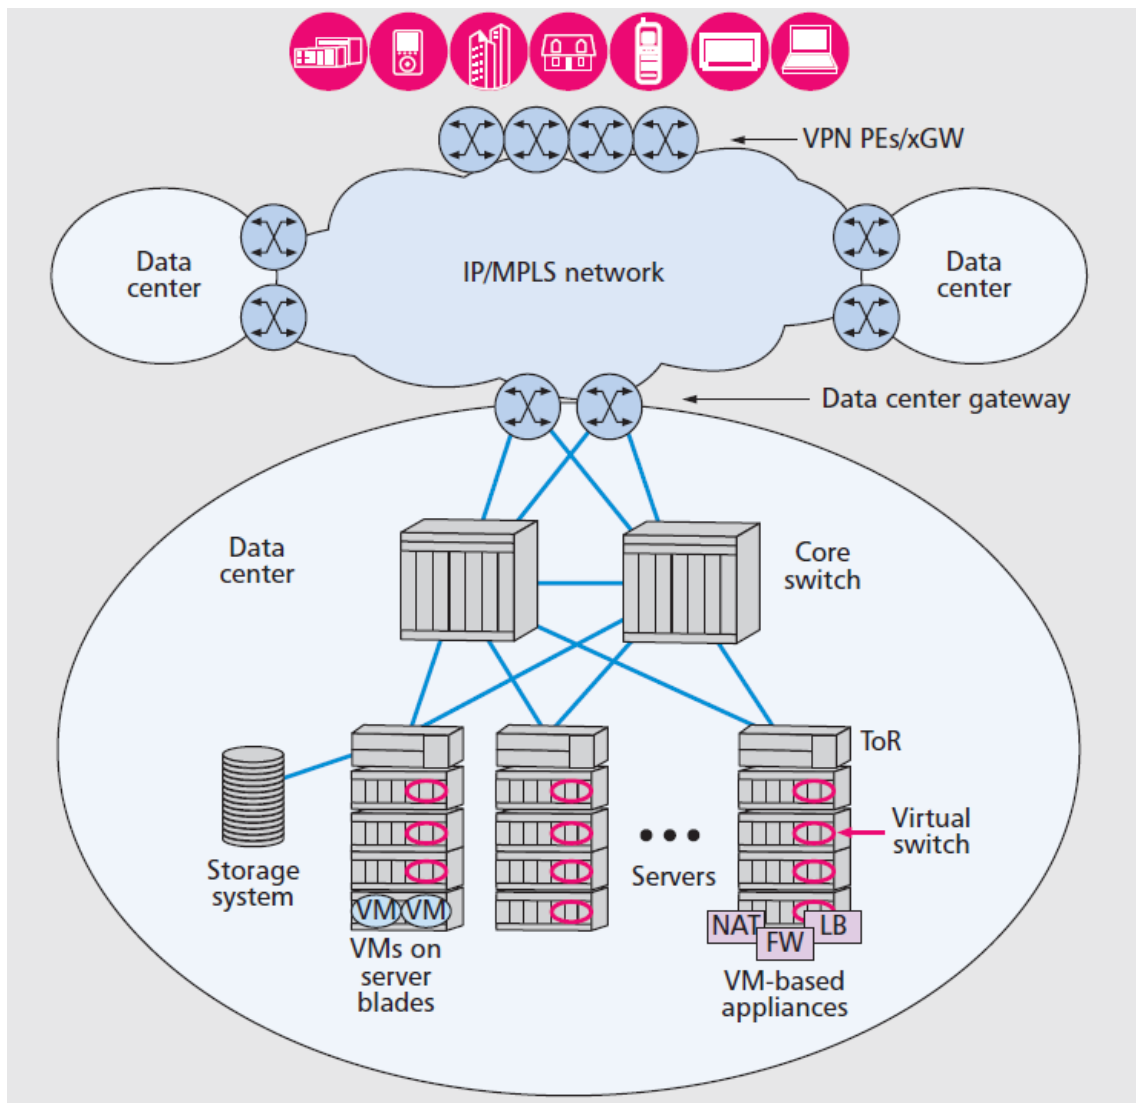 VPN PEs/xGW
Data
center
IP/MPLS network
Data
center
Data center gateway
Data
center
Core
switch
ToR
Virtual
switch
Storage
system
Servers
VM VM
NAT
FW
LB
VMs on
server
blades
VM-based
appliances